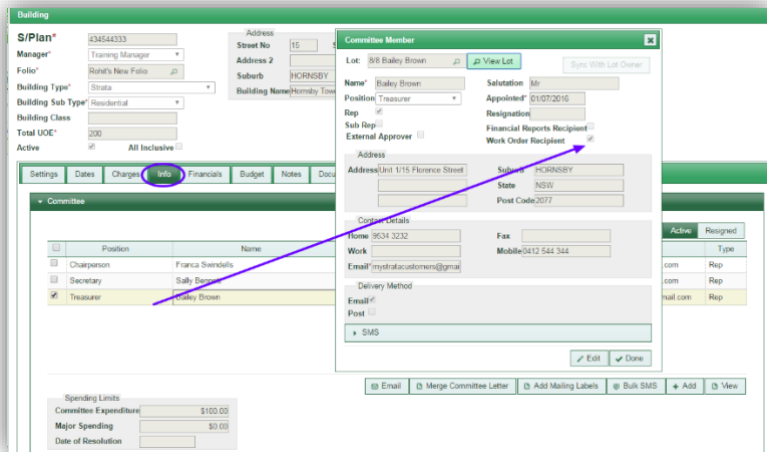 Building
S/Plan* 434544333
Manager* Training Manager
Folio* Rohit's New Folio
Building Type* Strata
Building Sub Type* Residential
Building Class
Total UOE* 200
Active All Inclusive
Address
Street No 15 S
Address 2
Suburb HORNSBY
Building Name Hornsby Tow
Settings Dates Charges Info Financials Budget Notes Docu
Committee
Active Resigned
Position Name Type
Chairperson Franca Swindells .com Rep
Secretary Sally Bennett .com Rep
Treasurer Bailey Brown mail.com Rep
Email Merge Committee Letter Add Mailing Labels Bulk SMS Add View
Spending Limits
Committee Expenditure $100.00
Major Spending $0.00
Date of Resolution
Committee Member
Lot: 8/8 Bailey Brown View Lot Sync With Lot Owner
Name* Bailey Brown Salutation Mr
Position Treasurer Appointed* 01/07/2016
Rep Resignation
Sub Rep Financial Reports Recipient
External Approver Work Order Recipient
Address
Address Unit 1/15 Florence Street Suburb HORNSBY
State NSW
Post Code 2077
Contact Details
Home 9534 3232 Fax
Work Mobile 0412 544 344
Email* mystratacustomers@gmai
Delivery Method
Email
Post
SMS
Edit Done